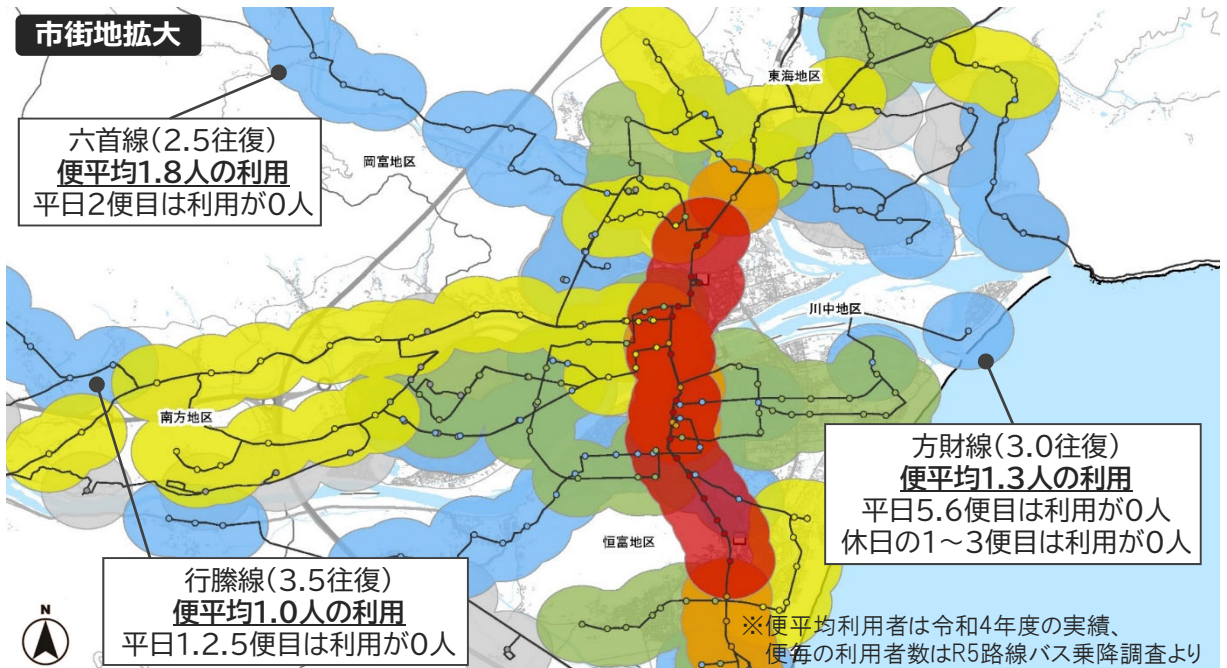 市街地拡大
六首線(2.5往復)
便平均1.8人の利用
平日2便目は利用が0人
岡富地区
東海地区
川中地区
南方地区
恒富地区
方財線(3.0往復)
便平均1.3人の利用
平日5.6便目は利用が0人
休日の1～3便目は利用が0人
行縢線(3.5往復)
便平均1.0人の利用
平日1.2.5便目は利用が0人
N
※便平均利用者は令和4年度の実績、
便毎の利用者数はR5路線バス乗降調査より